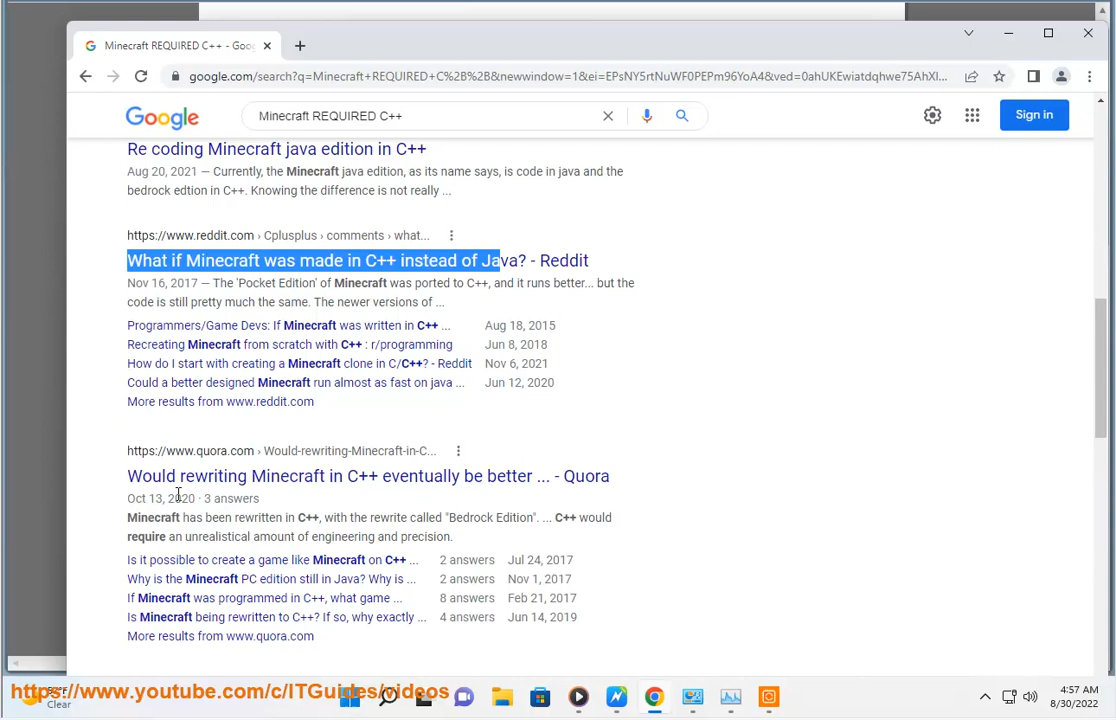 Minecraft REQUIRED C++ - Goog
google.com/search?q=Minecraft+REQUIRED+C%2B%2B&newwindow=1&ei=EPsNY5rtNuWF0PEPm96YoA4&ved=0ahUKEwiatdqhwe75AhXl...
Google
Minecraft REQUIRED C++
Sign in
Re coding Minecraft java edition in C++
Aug 20, 2021 — Currently, the Minecraft java edition, as its name says, is code in java and the
bedrock edtion in C++. Knowing the difference is not really ...
https://www.reddit.com › Cplusplus › comments › what...
What if Minecraft was made in C++ instead of Java? - Reddit
Nov 16, 2017 — The 'Pocket Edition' of Minecraft was ported to C++, and it runs better... but the
code is still pretty much the same. The newer versions of ...
Programmers/Game Devs: If Minecraft was written in C++ ... Aug 18, 2015
Recreating Minecraft from scratch with C++ : r/programming Jun 8, 2018
How do I start with creating a Minecraft clone in C/C++? - Reddit Nov 6, 2021
Could a better designed Minecraft run almost as fast on java ... Jun 12, 2020
More results from www.reddit.com
https://www.quora.com › Would-rewriting-Minecraft-in-C...
Would rewriting Minecraft in C++ eventually be better ... - Quora
Oct 13, 2020 · 3 answers
Minecraft has been rewritten in C++, with the rewrite called "Bedrock Edition". ... C++ would
require an unrealistical amount of engineering and precision.
Is it possible to create a game like Minecraft on C++ ... 2 answers Jul 24, 2017
Why is the Minecraft PC edition still in Java? Why is ... 2 answers Nov 1, 2017
If Minecraft was programmed in C++, what game ... 8 answers Feb 21, 2017
Is Minecraft being rewritten to C++? If so, why exactly ... 4 answers Jun 14, 2019
More results from www.quora.com
https://www.youtube.com/c/ITGuides/videos
Clear
4:57 AM
8/30/2022